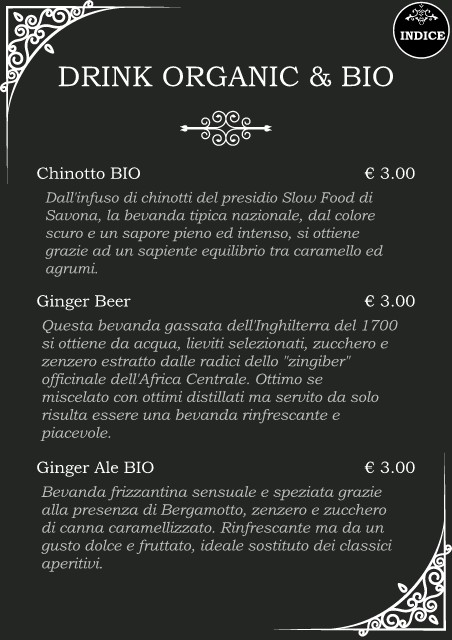 INDICE
DRINK ORGANIC & BIO
Chinotto BIO € 3.00
Dall'infuso di chinotti del presidio Slow Food di
Savona, la bevanda tipica nazionale, dal colore
scuro e un sapore pieno ed intenso, si ottiene
grazie ad un sapiente equilibrio tra caramello ed
agrumi.
Ginger Beer € 3.00
Questa bevanda gassata dell'Inghilterra del 1700
si ottiene da acqua, lieviti selezionati, zucchero e
zenzero estratto dalle radici dello "zingiber"
officinale dell'Africa Centrale. Ottimo se
miscelato con ottimi distillati ma servito da solo
risulta essere una bevanda rinfrescante e
piacevole.
Ginger Ale BIO € 3.00
Bevanda frizzantina sensuale e speziata grazie
alla presenza di Bergamotto, zenzero e zucchero
di canna caramellizzato. Rinfrescante ma da un
gusto dolce e fruttato, ideale sostituto dei classici
aperitivi.